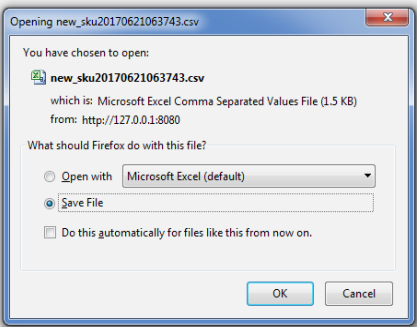 Opening new_sku20170621063743.csv
You have chosen to open:
new_sku20170621063743.csv
which is: Microsoft Excel Comma Separated Values File (1.5 KB)
from: http://127.0.0.1:8080
What should Firefox do with this file?
Open with Microsoft Excel (default)
Save File
Do this automatically for files like this from now on.
OK Cancel